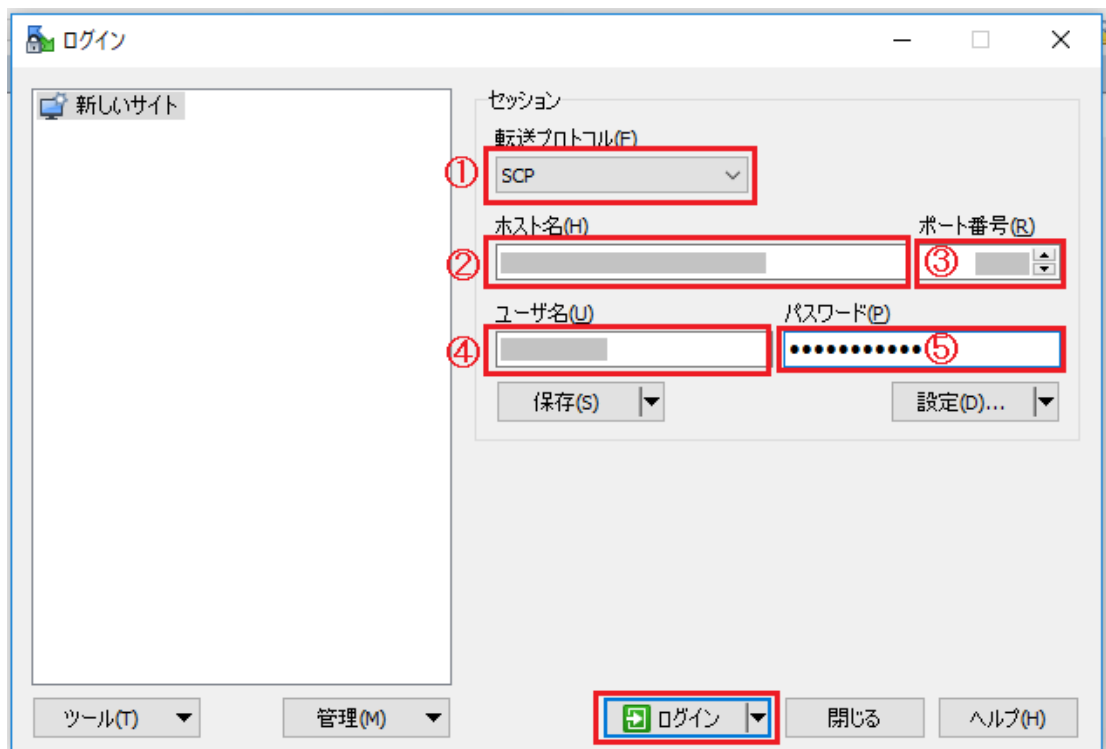 ログイン
新しいサイト
セッション
転送プロトコル(F)
① SCP
ホスト名(H) ポート番号(R)
② ③
ユーザ名(U) パスワード(P)
④ ●●●●●●●●●●● ⑤
保存(S) 設定(D)...
ツール(T) 管理(M) ログイン 閉じる ヘルプ(H)